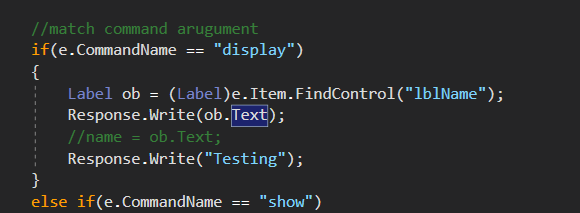 //match command arugument
if(e.CommandName == "display")
{
Label ob = (Label)e.Item.FindControl("lblName");
Response.Write(ob.Text);
//name = ob.Text;
Response.Write("Testing");
}
else if(e.CommandName == "show")